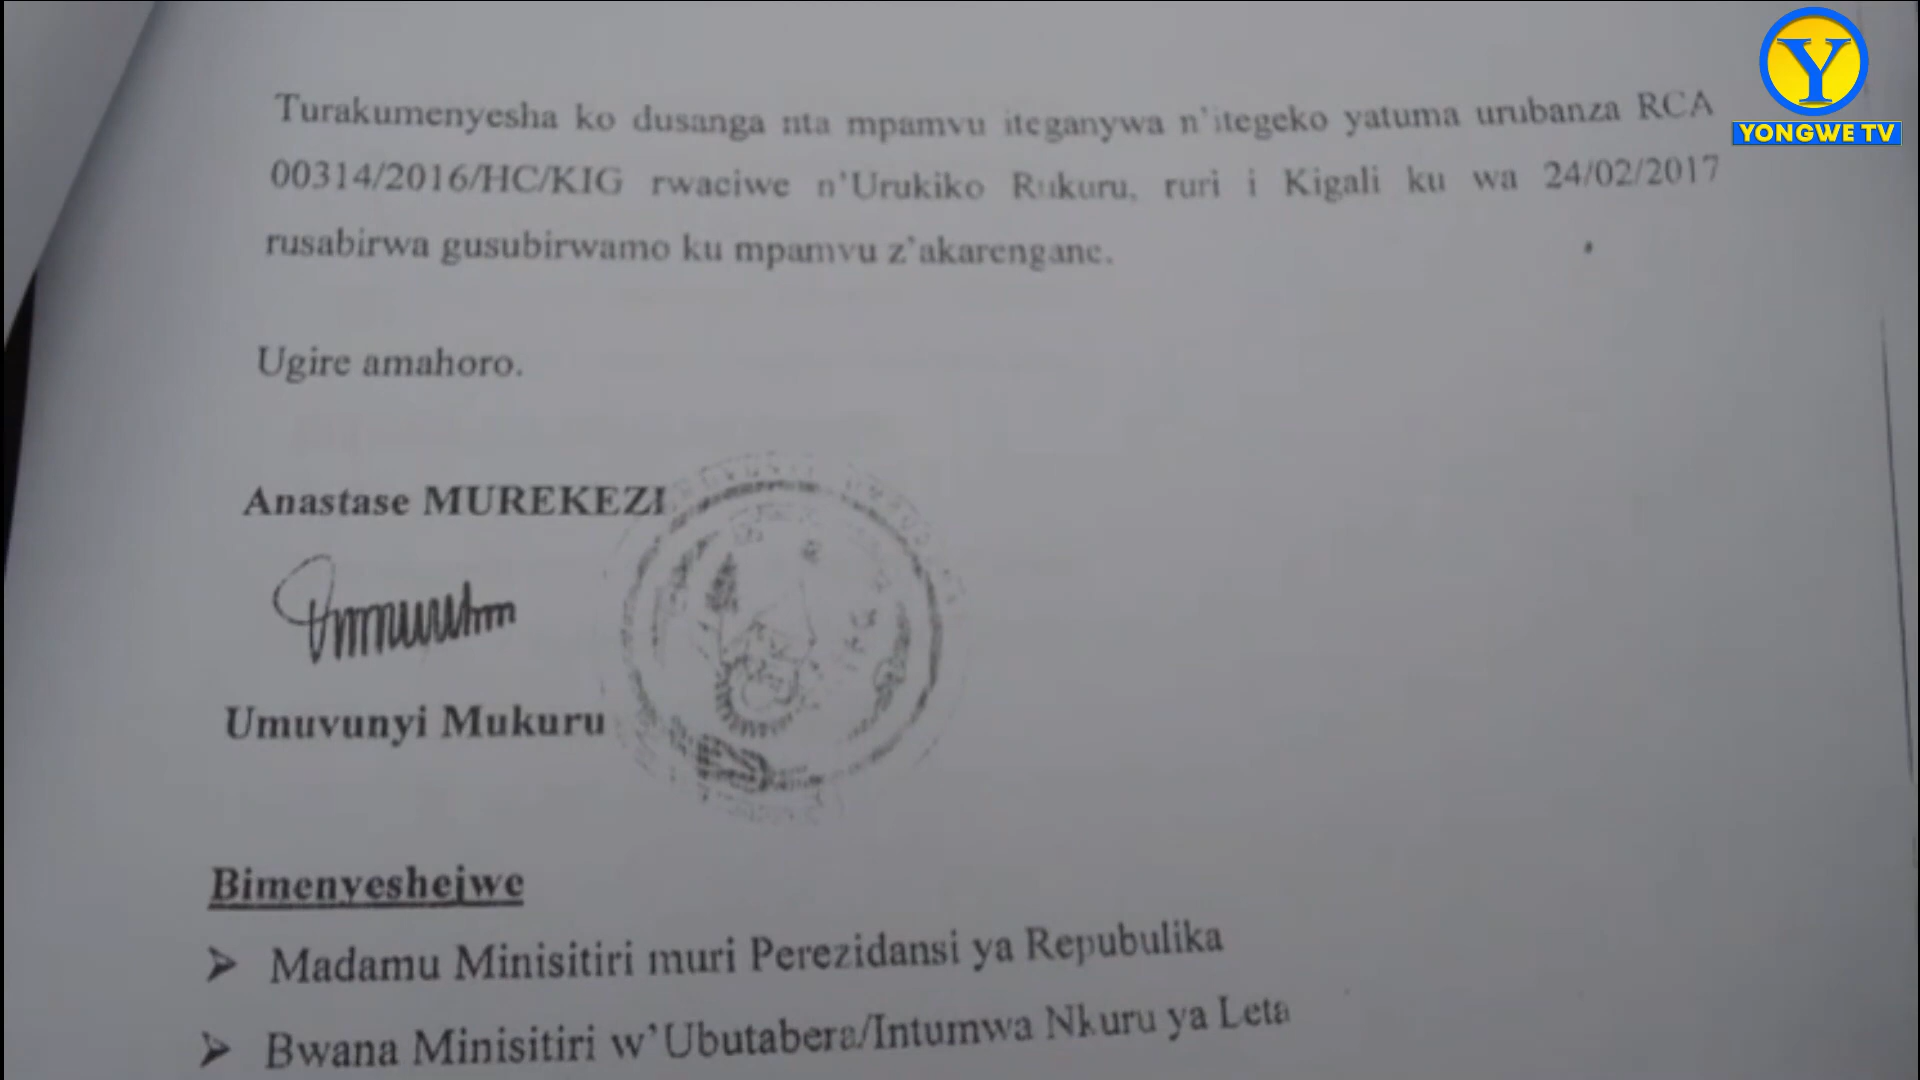 Y
YONGWE TV
Turakumenyesha ko dusanga nta mpamvu iteganywa n'itegeko yatuma urubanza RCA
00314/2016/HC/KIG rwaciwe n'Urukiko Rukuru, ruri i Kigali ku wa 24/02/2017
rusabirwa gusubirwamo ku mpamvu z'akarengane.
Ugire amahoro.
Anastase MUREKEZI
Umuvunyi Mukuru
Bimenyeshejwe
➢ Madamu Minisitiri muri Perezidansi ya Repubulika
➢ Bwana Minisitiri w'Ubutabera/Intumwa Nkuru ya Leta